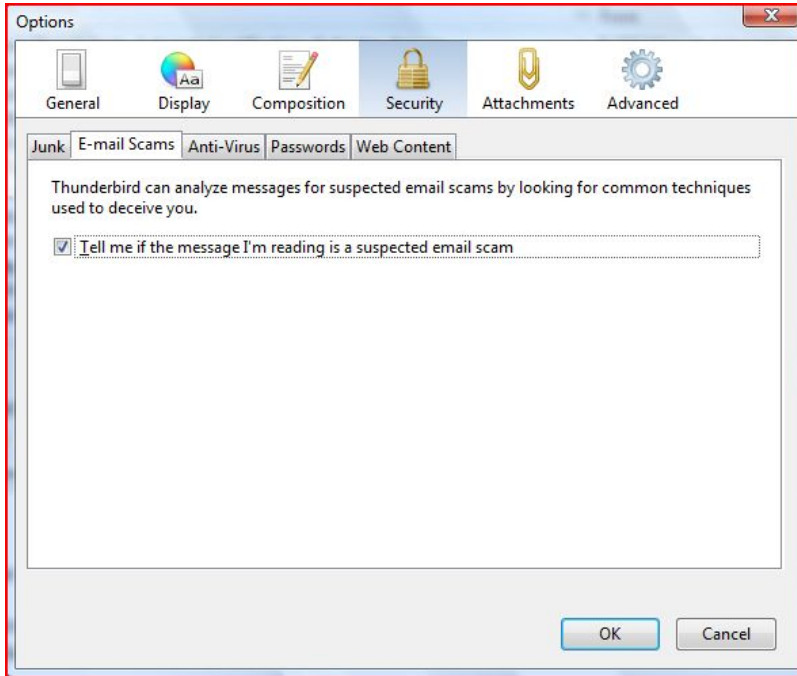 Options
General Display Composition Security Attachments Advanced
Junk E-mail Scams Anti-Virus Passwords Web Content
Thunderbird can analyze messages for suspected email scams by looking for common techniques
used to deceive you.
Tell me if the message I'm reading is a suspected email scam
OK Cancel